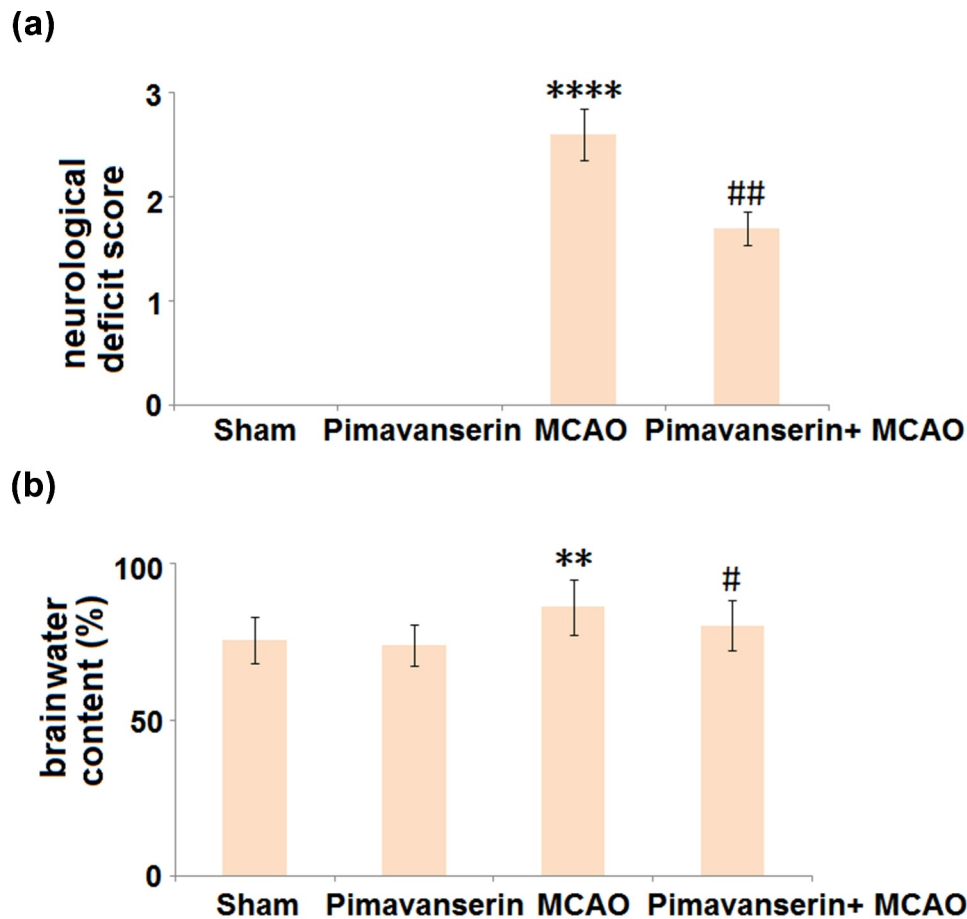 (a)
neurological
deficit score
3
2
1
0
****
##
Sham Pimavanserin MCAO Pimavanserin+ MCAO
(b)
brainwater
content (%)
100
50
0
**
#
Sham Pimavanserin MCAO Pimavanserin+ MCAO